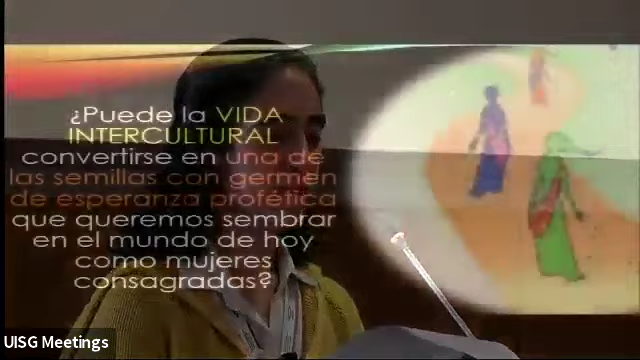 ¿Puede la VIDA
INTERCULTURAL
convertirse en una de
las semillas con germen
de esperanza profética
que queremos sembrar
en el mundo de hoy
como mujeres
consagradas?
UISG Meetings